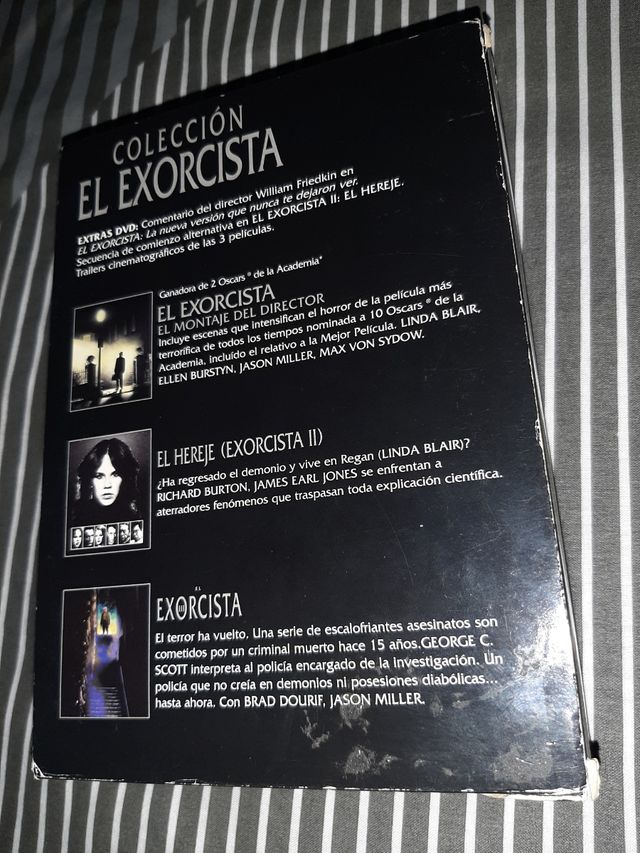 COLECCIÓN
EL EXORCISTA
EXTRAS DVD: Comentario del director William Friedkin en
EL EXORCISTA: La nueva versión que nunca te dejaron ver.
Secuencia de comienzo alternativa en EL EXORCISTA II: EL HEREJE.
Trailers cinematográficos de las 3 películas.
Ganadora de 2 Oscars® de la Academia*
EL EXORCISTA
EL MONTAJE DEL DIRECTOR
Incluye escenas que intensifican el horror de la película más
terrorífica de todos los tiempos nominada a 10 Oscars® de la
Academia, incluído el relativo a la Mejor Película. LINDA BLAIR,
ELLEN BURSTYN, JASON MILLER, MAX VON SYDOW.
EL HEREJE (EXORCISTA II)
¿Ha regresado el demonio y vive en Regan (LINDA BLAIR)?
RICHARD BURTON, JAMES EARL JONES se enfrentan a
aterradores fenómenos que traspasan toda explicación científica.
EL
EXORCISTA
III
El terror ha vuelto. Una serie de escalofriantes asesinatos son
cometidos por un criminal muerto hace 15 años.GEORGE C.
SCOTT interpreta al policía encargado de la investigación. Un
policía que no creía en demonios ni posesiones diabólicas...
hasta ahora. Con BRAD DOURIF, JASON MILLER.